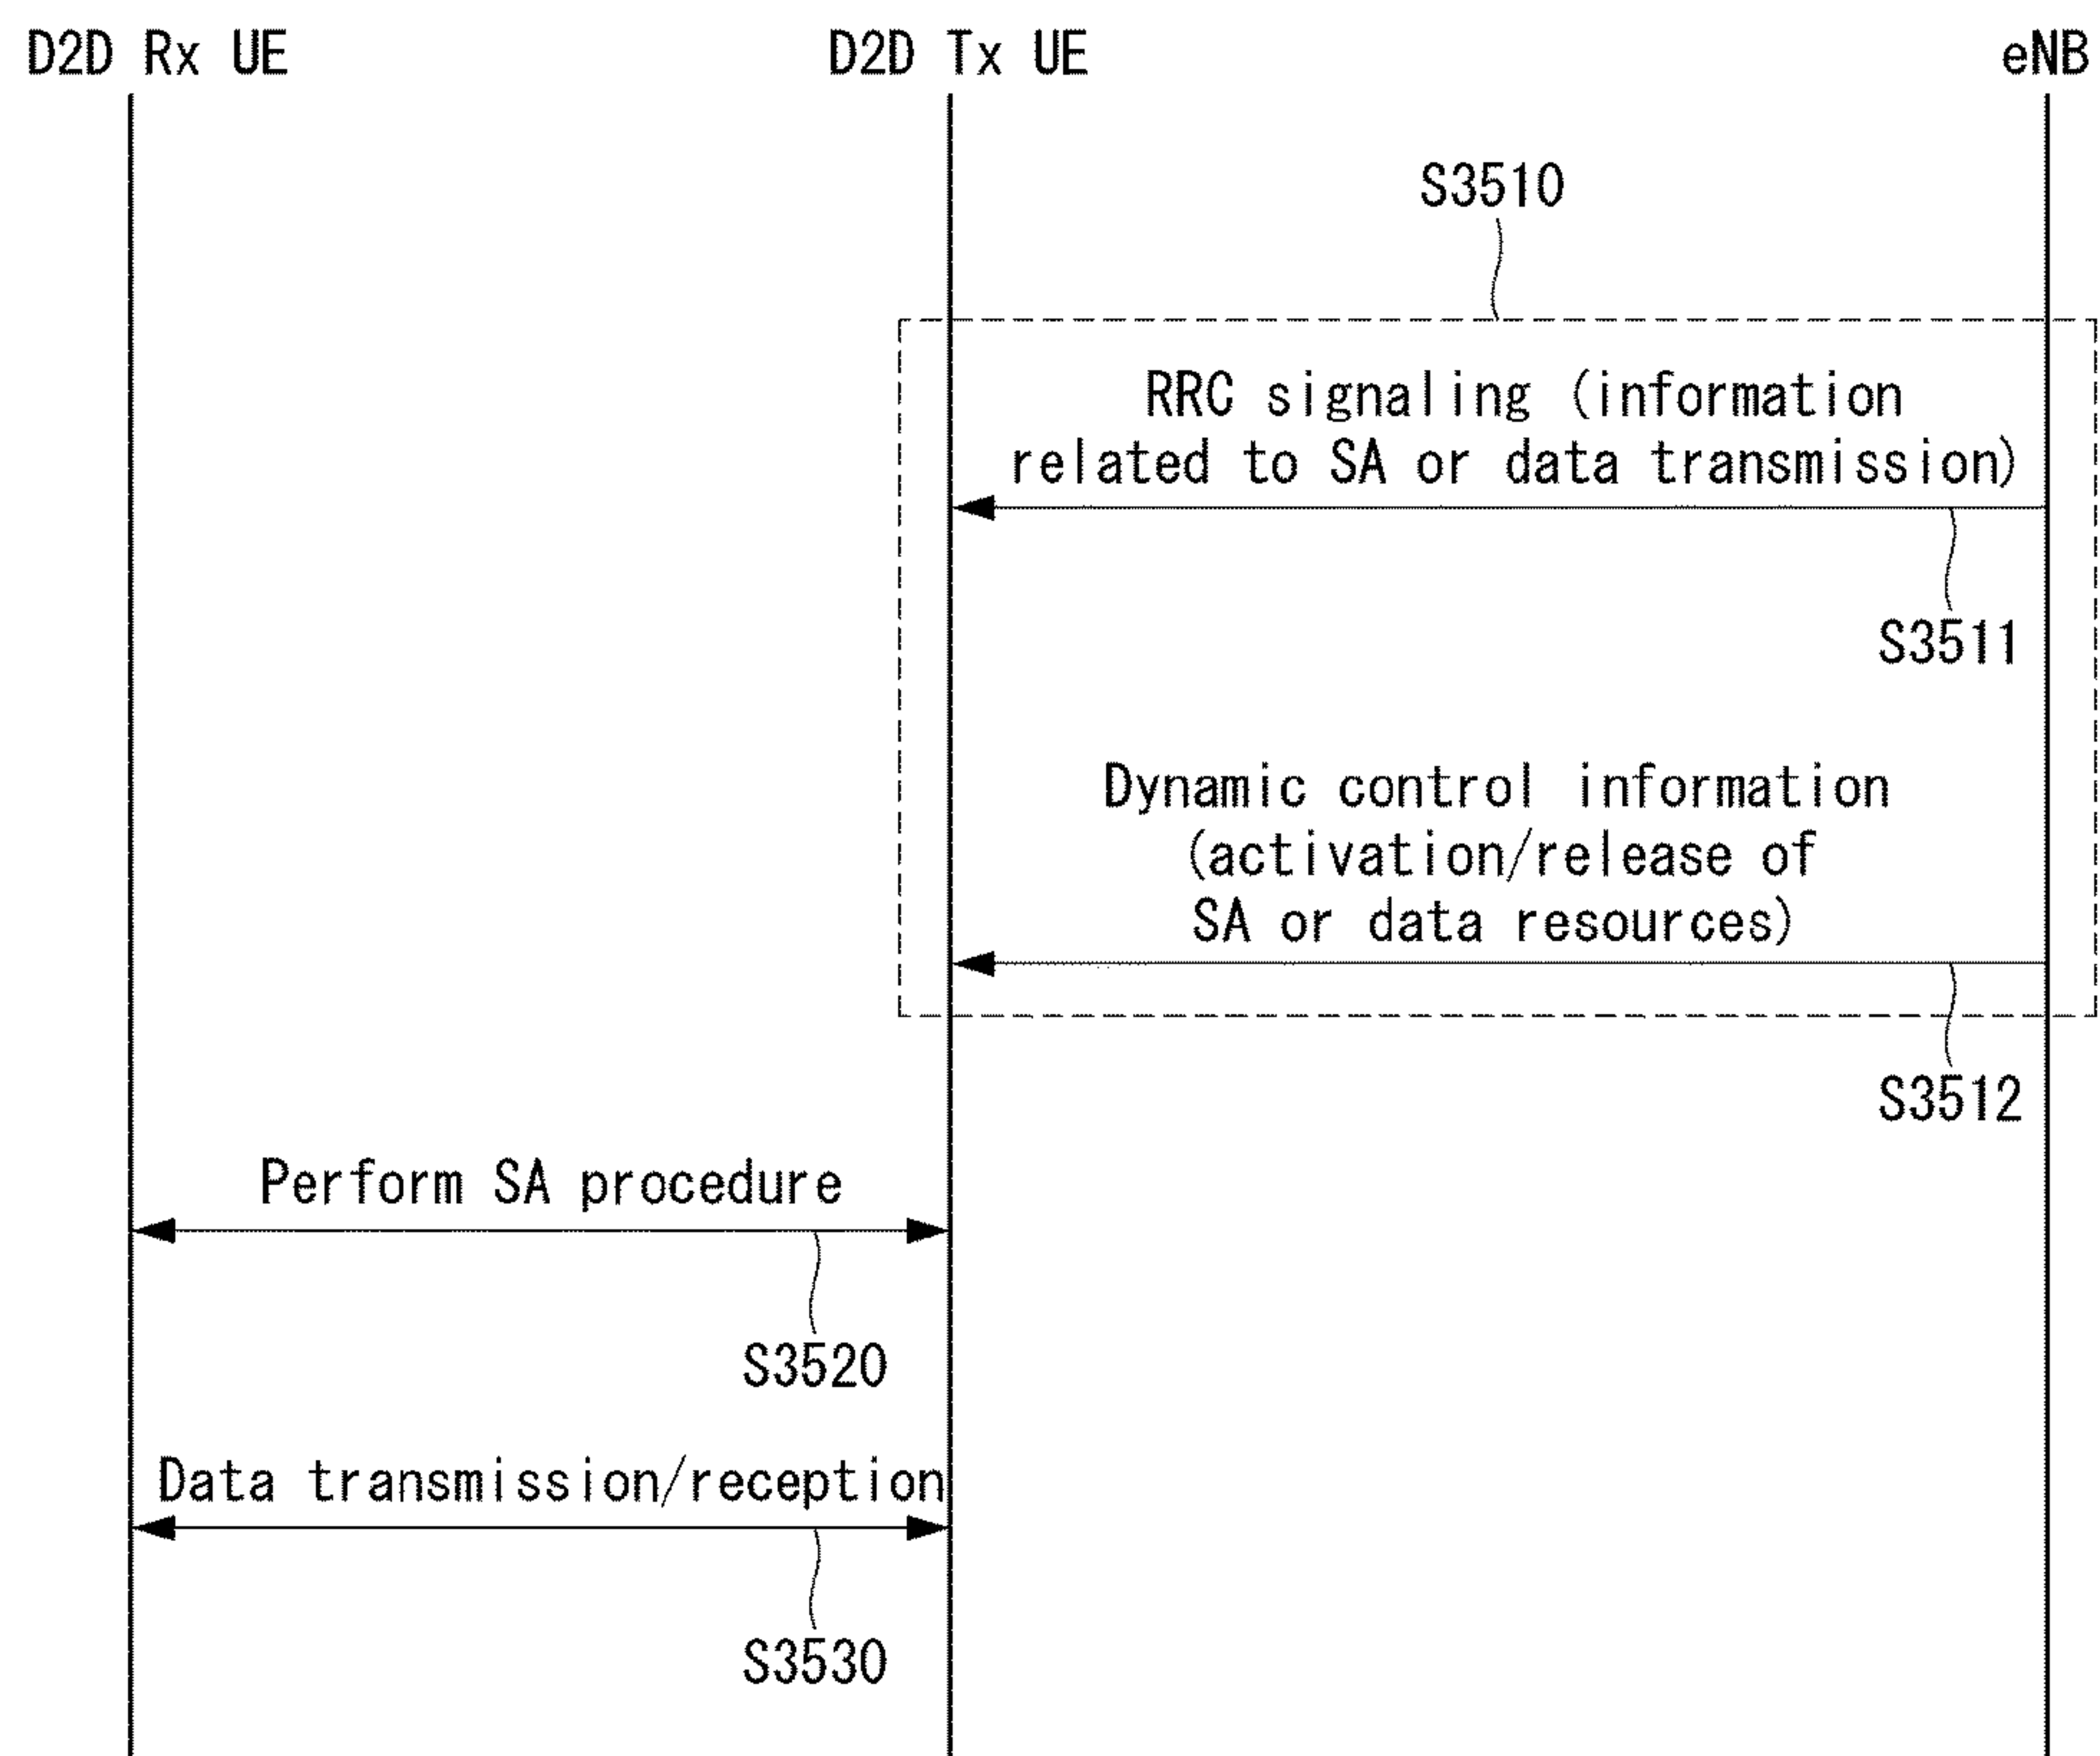 D2D Rx UE
D2D Tx UE
eNB
S3510
RRC signaling (information
related to SA or data transmission)
S3511
Dynamic control information
(activation/release of
SA or data resources)
S3512
Perform SA procedure
S3520
Data transmission/reception
S3530